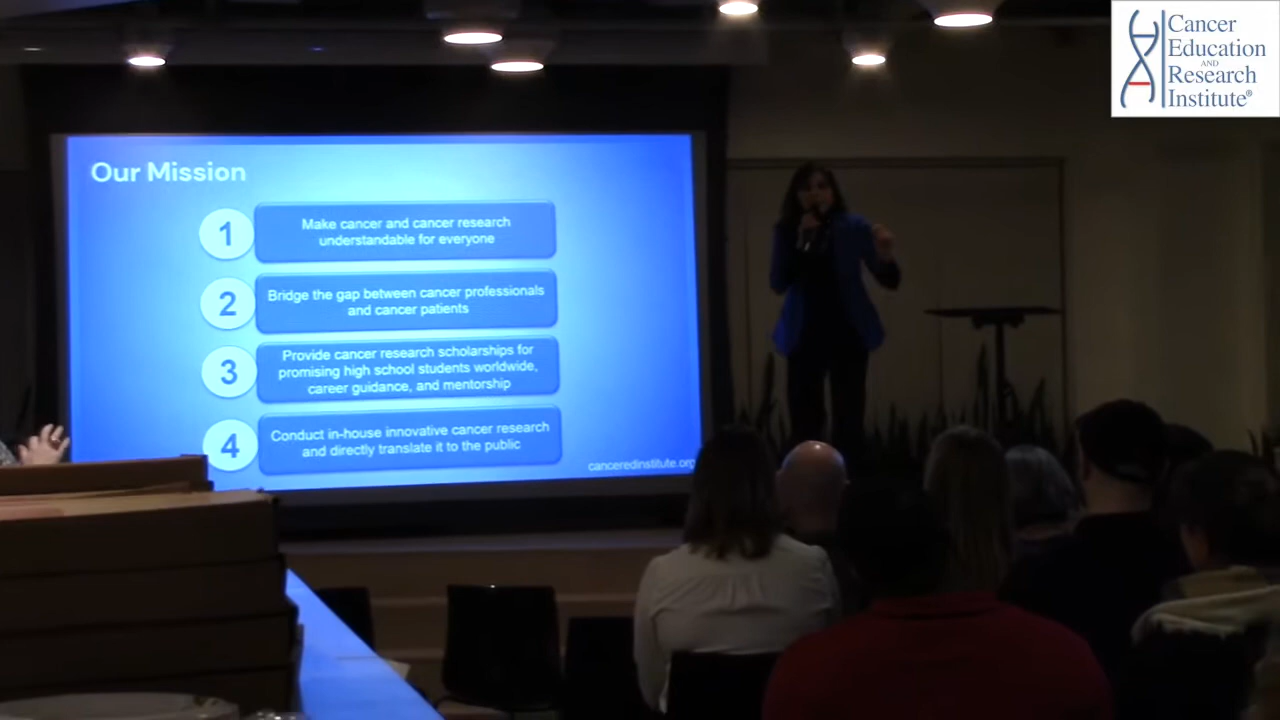 Cancer
Education
AND
Research
Institute®
Our Mission
1
Make cancer and cancer research
understandable for everyone
2
Bridge the gap between cancer professionals
and cancer patients
3
Provide cancer research scholarships for
promising high school students worldwide,
career guidance, and mentorship
4
Conduct in-house innovative cancer research
and directly translate it to the public
canceredinstitute.org